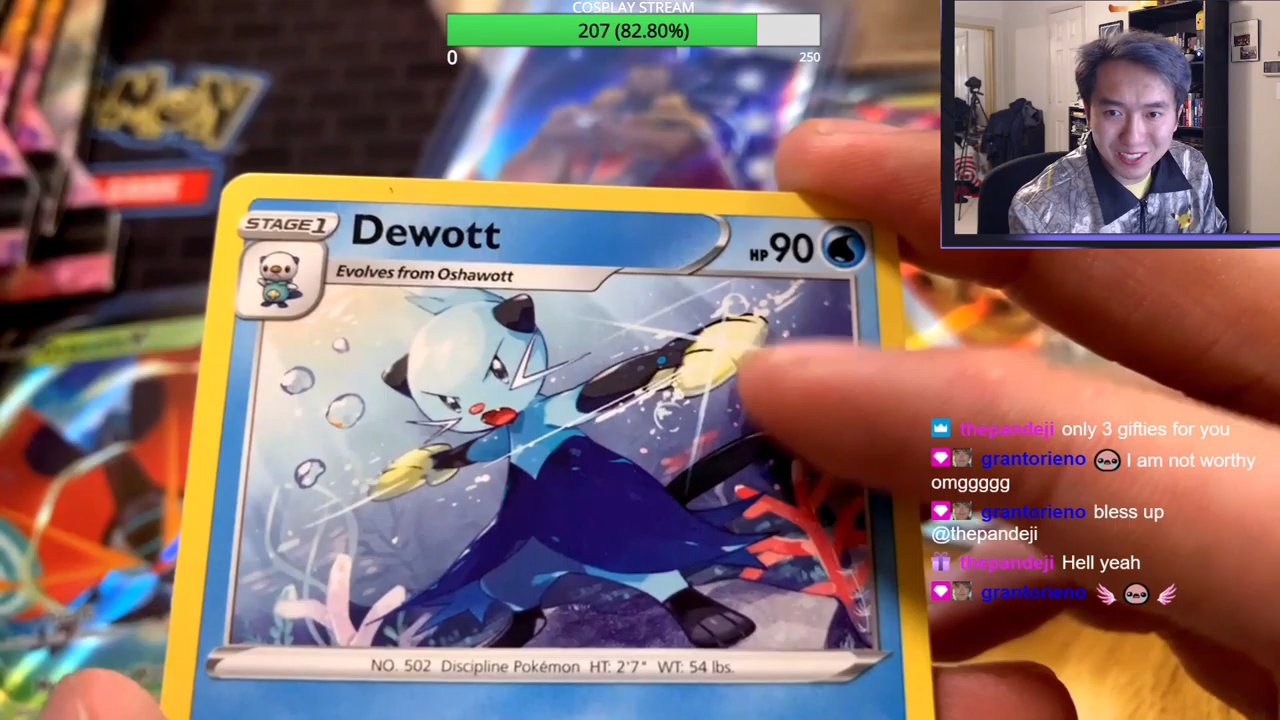 COSPLAY STREAM
207 (82.80%)
0
250
GAME
STAGE 1
Dewott
HP 90
Evolves from Oshawott
NO. 502 Discipline Pokémon HT: 2'7" WT: 54 lbs.
thepandeji only 3 gifties for you
grantorieno I am not worthy
omggggg
grantorieno bless up
@thepandeji
thepandeji Hell yeah
grantorieno